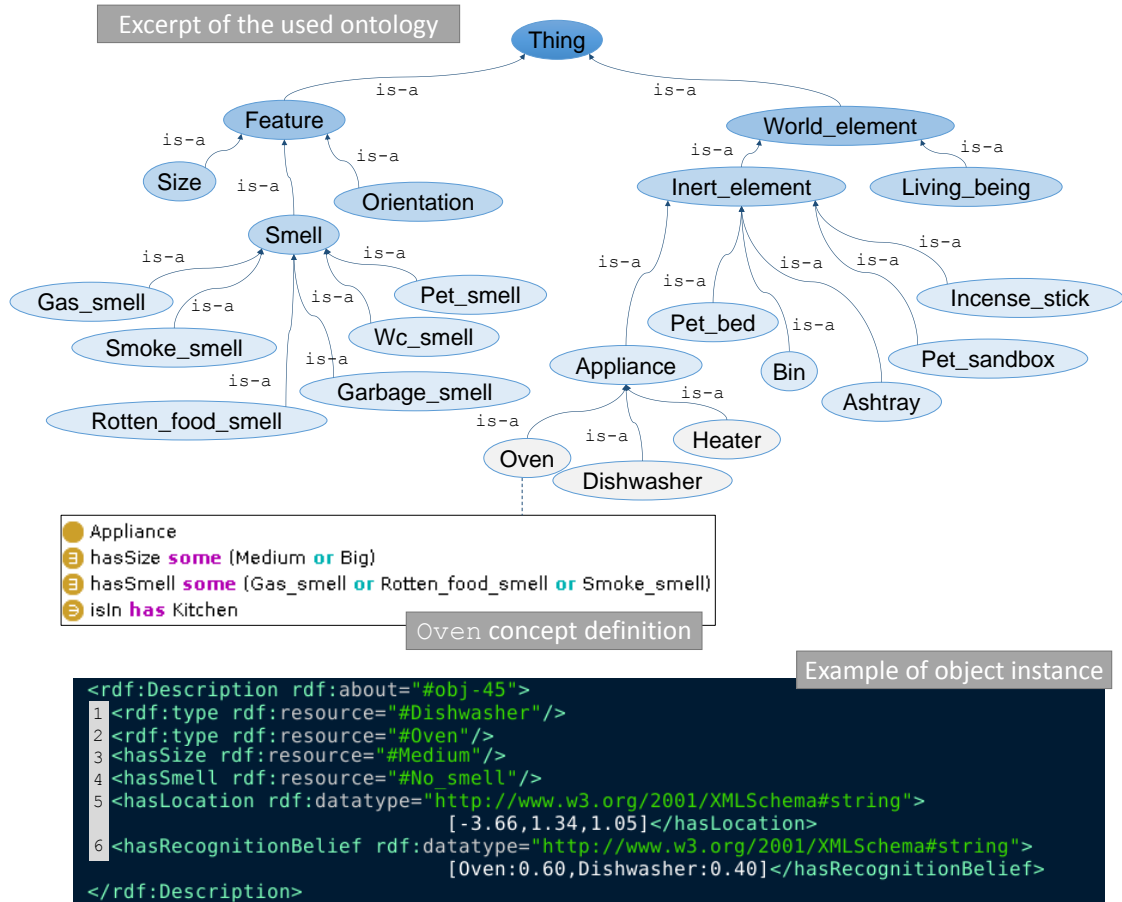 Excerpt of the used ontology
Thing
is-a
is-a
Feature
World_element
is-a
is-a
is-a
is-a
is-a
Size
Orientation
Inert_element
Living_being
Smell
is-a
is-a
is-a
is-a
is-a
Gas_smell
is-a
is-a
Pet_smell
is-a
Incense_stick
Smoke_smell
Wc_smell
Pet_bed
is-a
is-a
is-a
Appliance
Bin
Pet_sandbox
Garbage_smell
Ashtray
Rotten_food_smell
is-a
is-a
is-a
Heater
Oven
Dishwasher
Appliance
hasSize some (Medium or Big)
hasSmell some (Gas_smell or Rotten_food_smell or Smoke_smell)
isIn has Kitchen
Oven concept definition
Example of object instance
<rdf:Description rdf:about="#obj-45">
1 <rdf:type rdf:resource="#Dishwasher"/>
2 <rdf:type rdf:resource="#Oven"/>
3 <hasSize rdf:resource="#Medium"/>
4 <hasSmell rdf:resource="#No_smell"/>
5 <hasLocation rdf:datatype="http://www.w3.org/2001/XMLSchema#string">
[-3.66,1.34,1.05]</hasLocation>
6 <hasRecognitionBelief rdf:datatype="http://www.w3.org/2001/XMLSchema#string">
[Oven:0.60,Dishwasher:0.40]</hasRecognitionBelief>
</rdf:Description>